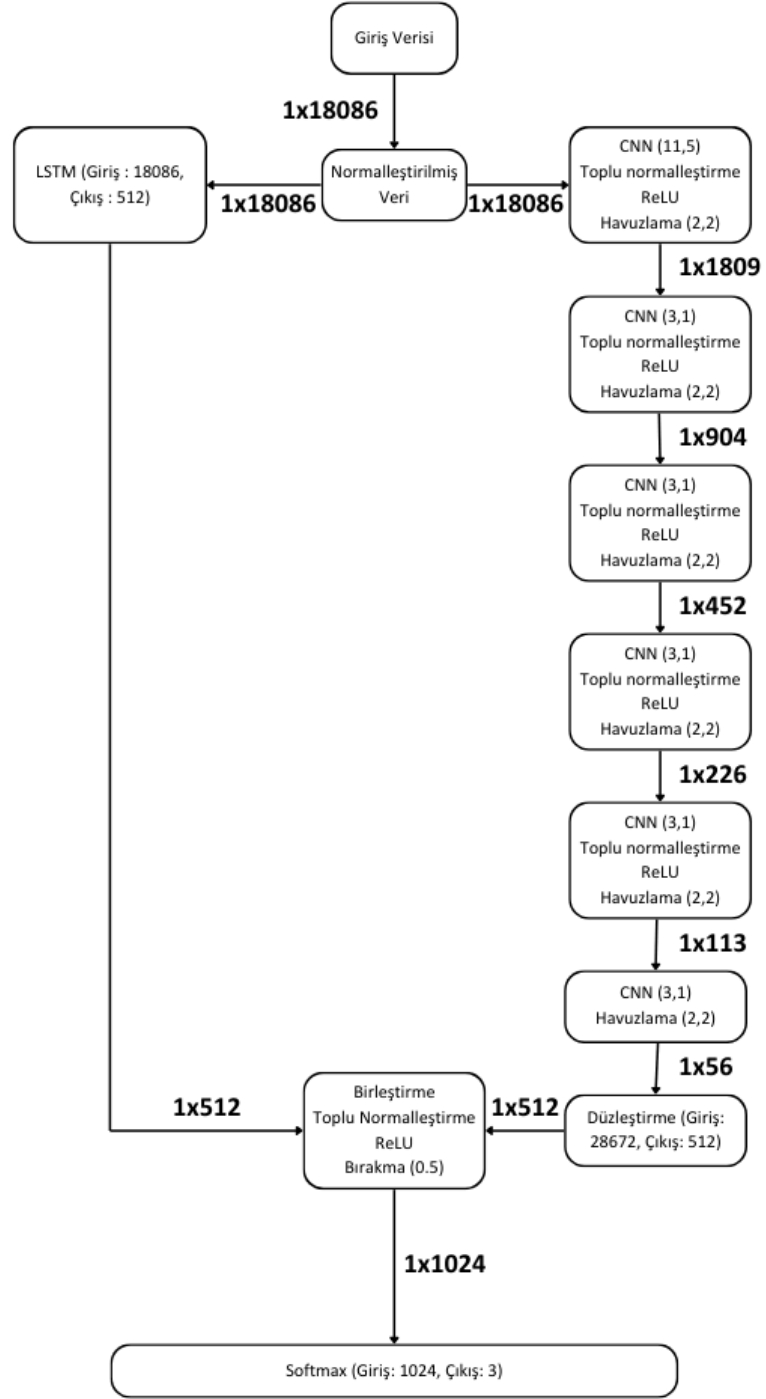 Giriş Verisi
1x18086
LSTM (Giriş : 18086,
Çıkış : 512)
1x18086
Normalleştirilmiş
Veri
1x18086
CNN (11,5)
Toplu normalleştirme
ReLU
Havuzlama (2,2)
1x1809
CNN (3,1)
Toplu normalleştirme
ReLU
Havuzlama (2,2)
1x904
CNN (3,1)
Toplu normalleştirme
ReLU
Havuzlama (2,2)
1x452
CNN (3,1)
Toplu normalleştirme
ReLU
Havuzlama (2,2)
1x226
CNN (3,1)
Toplu normalleştirme
ReLU
Havuzlama (2,2)
1x113
CNN (3,1)
Havuzlama (2,2)
1x56
1x512
Birleştirme
Toplu Normalleştirme
ReLU
Bırakma (0.5)
1x512
Düzleştirme (Giriş:
28672, Çıkış: 512)
1x1024
Softmax (Giriş: 1024, Çıkış: 3)